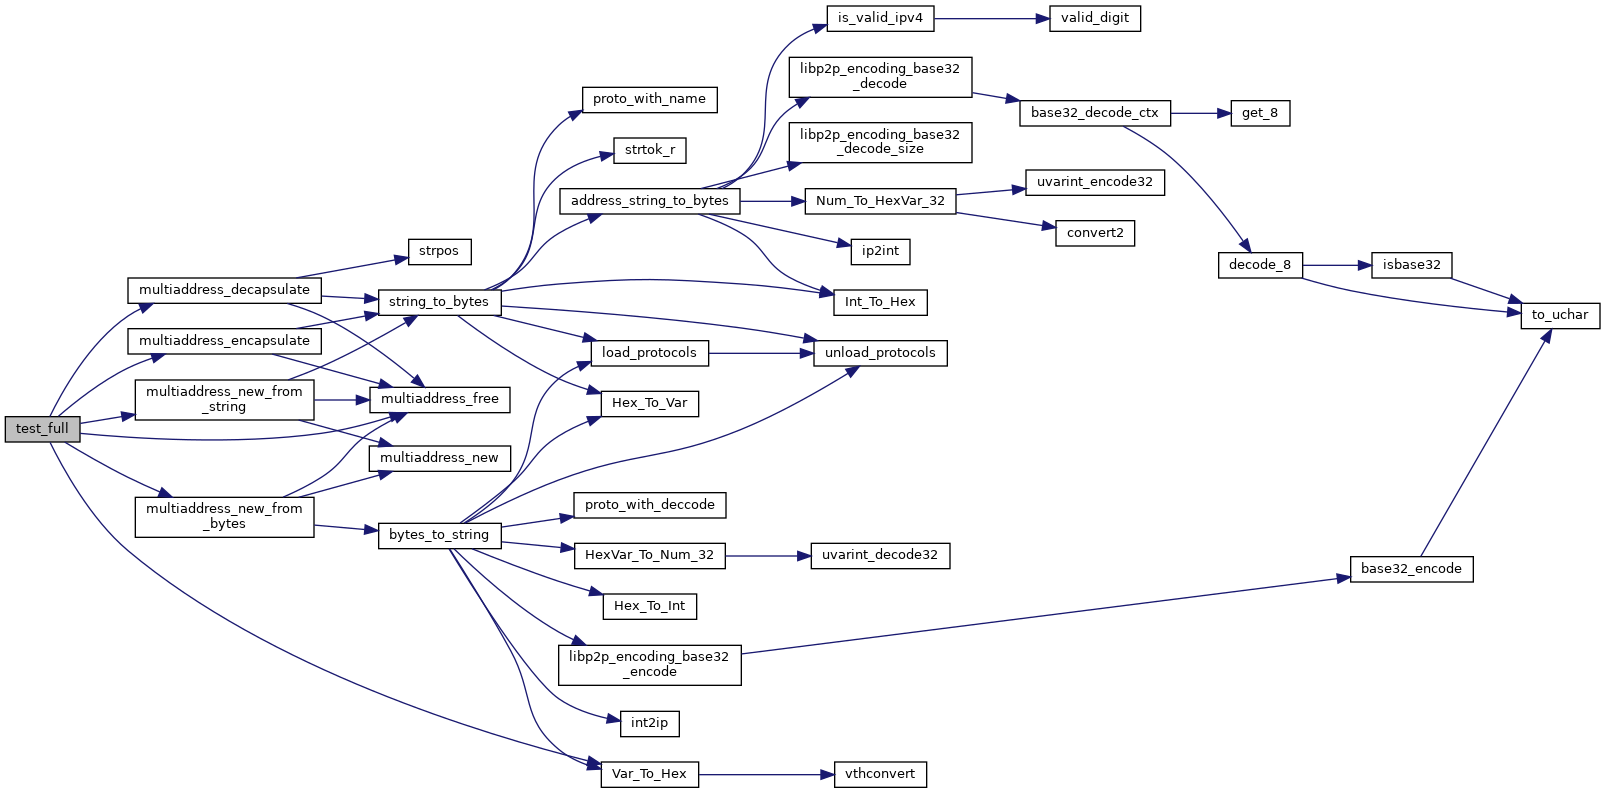 test_full
multiaddress_decapsulate
multiaddress_encapsulate
multiaddress_new_from
_string
multiaddress_new_from
_bytes
strpos
string_to_bytes
multiaddress_free
multiaddress_new
bytes_to_string
proto_with_name
strtok_r
address_string_to_bytes
load_protocols
Hex_To_Var
proto_with_deccode
HexVar_To_Num_32
Hex_To_Int
libp2p_encoding_base32
_encode
int2ip
Var_To_Hex
is_valid_ipv4
libp2p_encoding_base32
_decode
libp2p_encoding_base32
_decode_size
Num_To_HexVar_32
ip2int
Int_To_Hex
unload_protocols
uvarint_decode32
vthconvert
valid_digit
base32_decode_ctx
uvarint_encode32
convert2
get_8
decode_8
isbase32
base32_encode
to_uchar